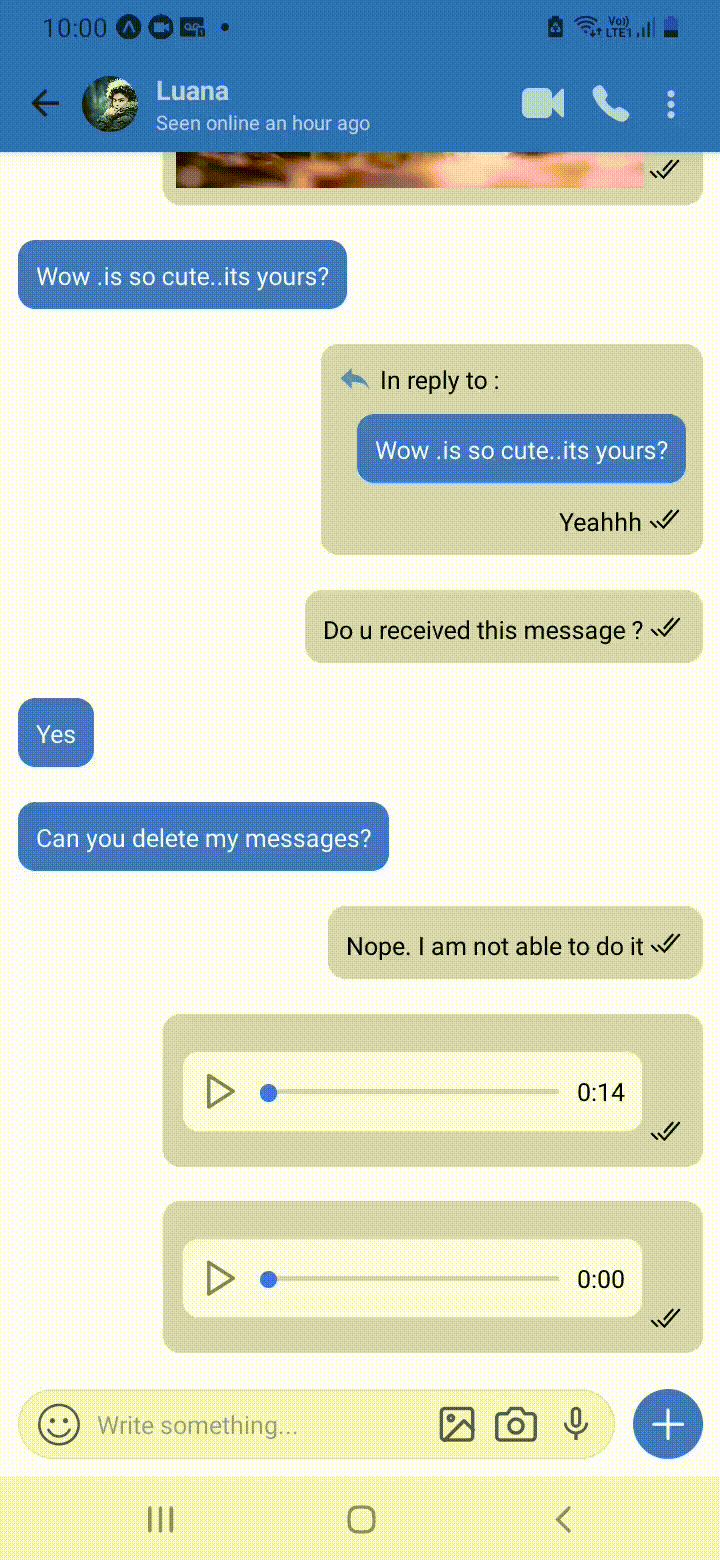 10:00
Vo))
LTE1
Luana
Seen online an hour ago
Wow .is so cute..its yours?
In reply to :
Wow .is so cute..its yours?
Yeahhh
Do u received this message ?
Yes
Can you delete my messages?
Nope. I am not able to do it
0:14
0:00
Write something...